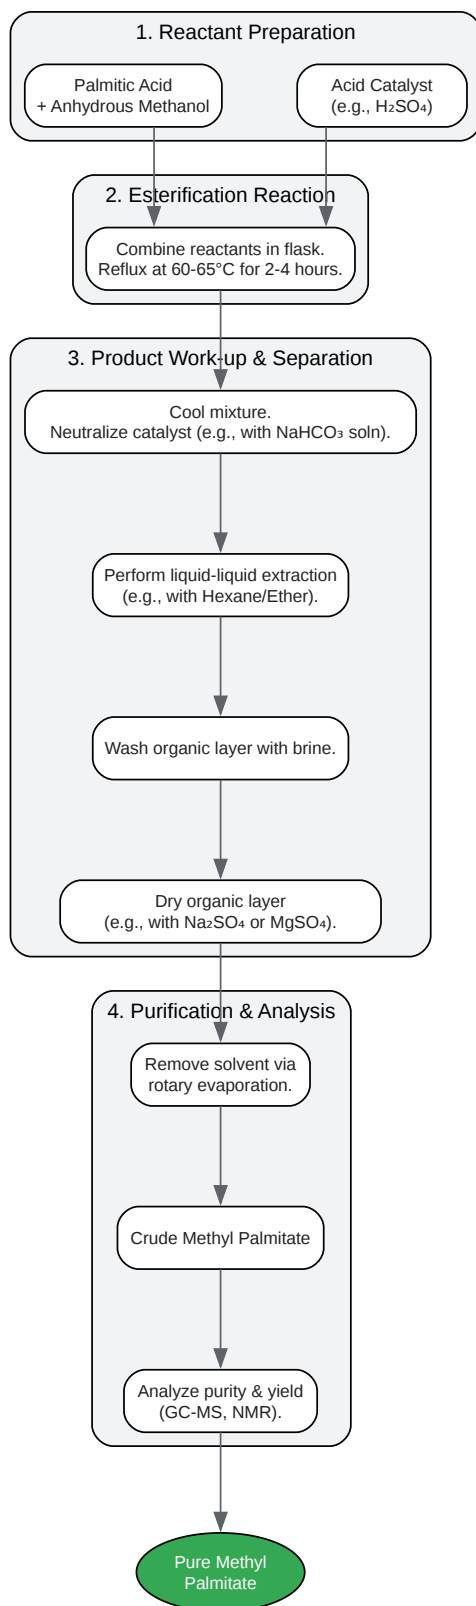 1. Reactant Preparation
Palmitic Acid
+ Anhydrous Methanol
Acid Catalyst
(e.g., H₂SO₄)
2. Esterification Reaction
Combine reactants in flask.
Reflux at 60-65°C for 2-4 hours.
3. Product Work-up & Separation
Cool mixture.
Neutralize catalyst (e.g., with NaHCO₃ soln).
Perform liquid-liquid extraction
(e.g., with Hexane/Ether).
Wash organic layer with brine.
Dry organic layer
(e.g., with Na₂SO₄ or MgSO₄).
4. Purification & Analysis
Remove solvent via
rotary evaporation.
Crude Methyl Palmitate
Analyze purity & yield
(GC-MS, NMR).
Pure Methyl
Palmitate